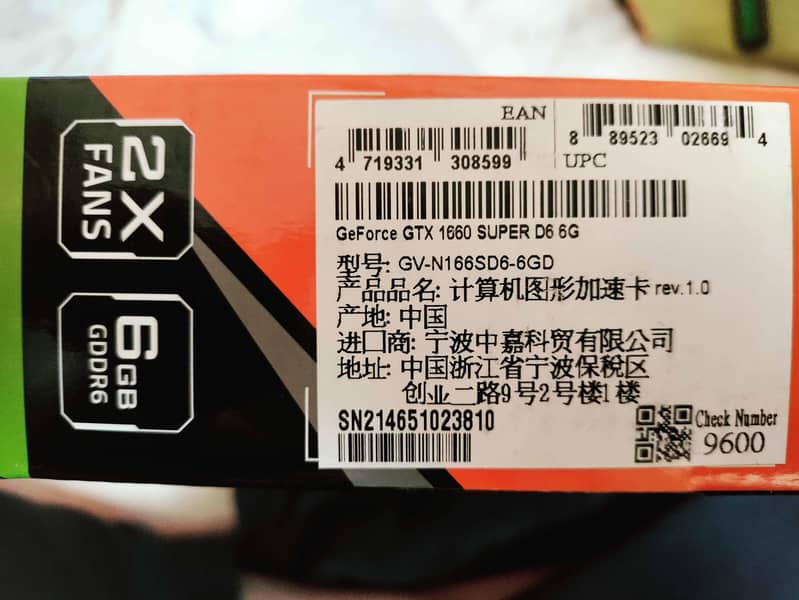 2X
FANS
6GB
GDDR6
EAN
4 719331 308599
8 89523 02669 4
UPC
GeForce GTX 1660 SUPER D6 6G
型号: GV-N166SD6-6GD
产品品名: 计算机图形加速卡 rev.1.0
产地: 中国
进口商: 宁波中嘉科贸有限公司
地址: 中国浙江省宁波保税区
创业二路9号2号楼1楼
SN214651023810
Check Number
9600